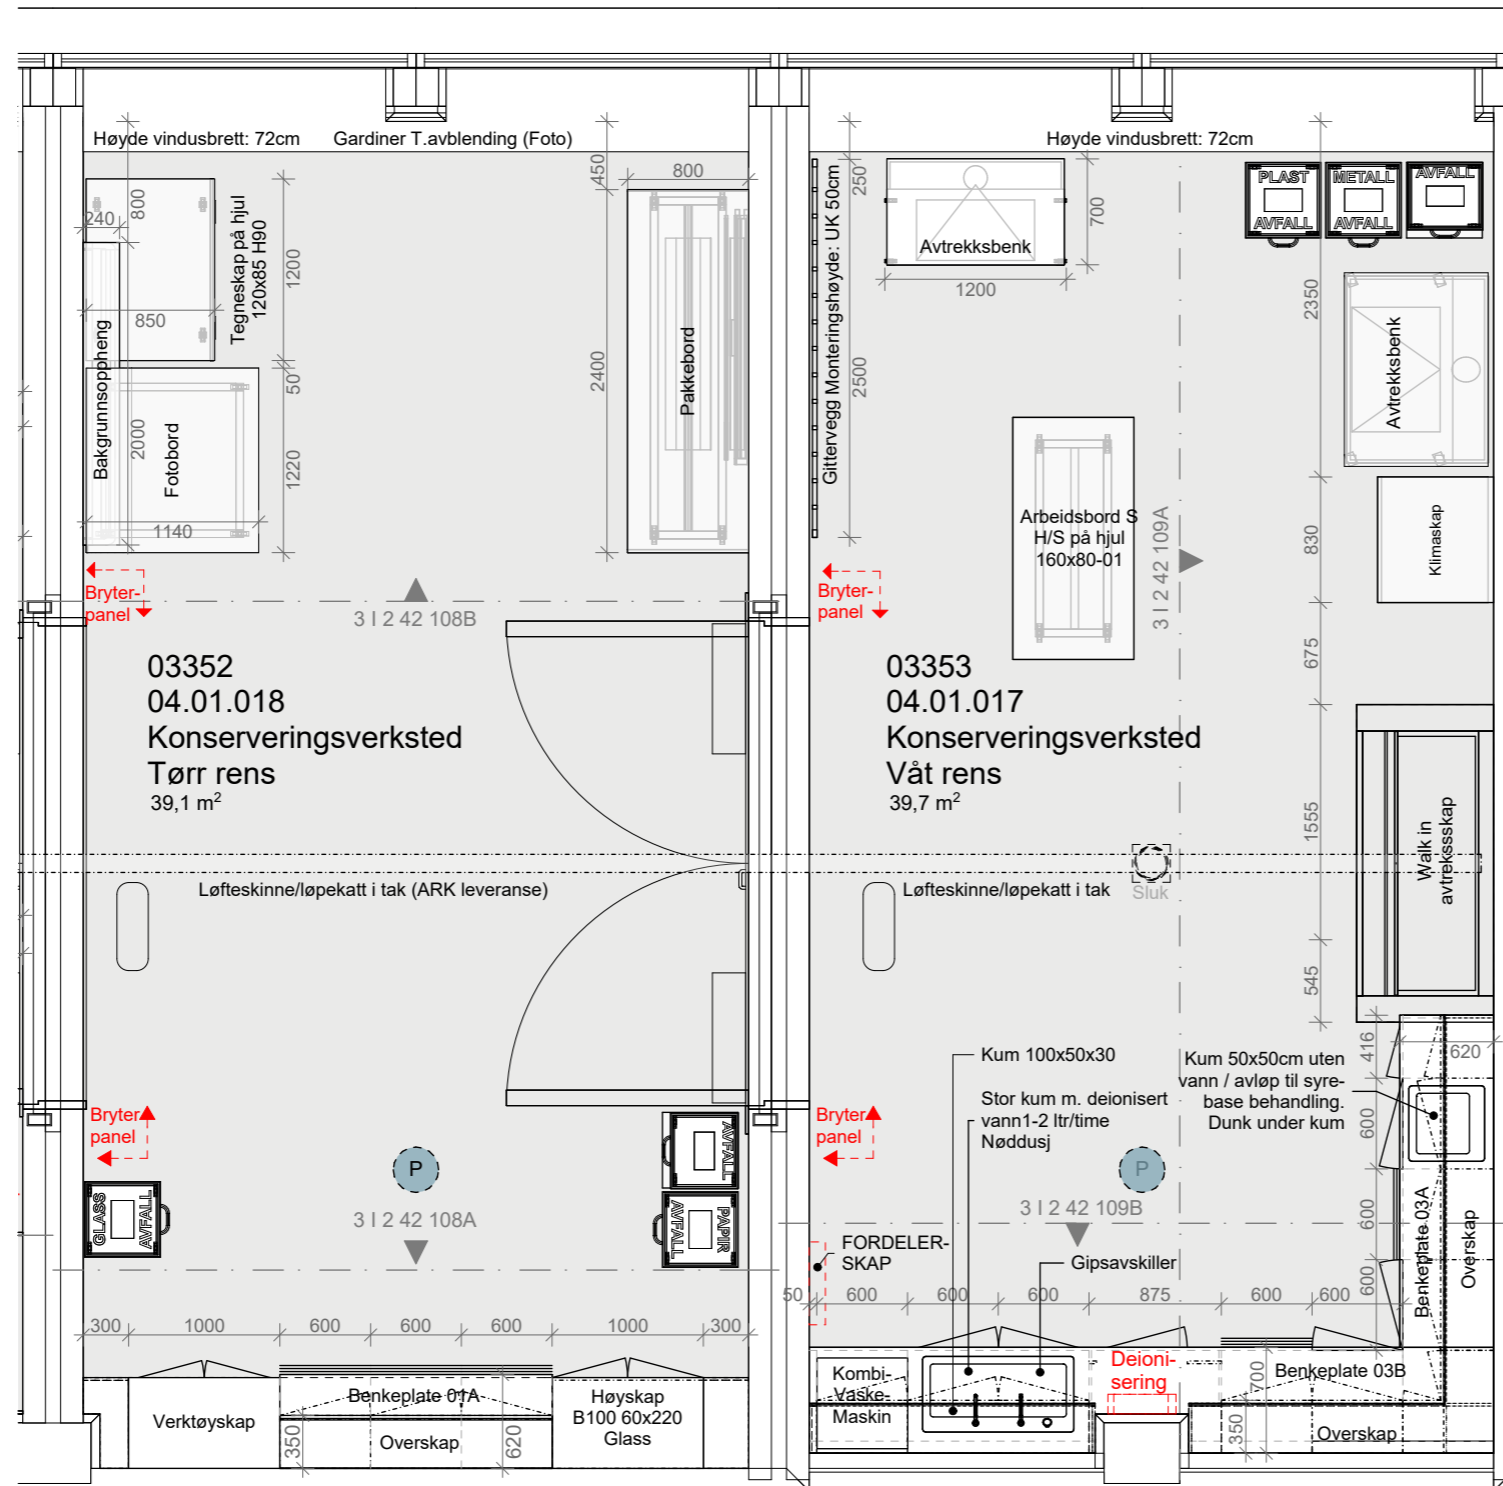 Høyde vindusbrett: 72cm
Gardiner T.avblending (Foto)
Høyde vindusbrett: 72cm
240
800
Tegneskap på hjul
120x85 H90
1200
850
Bakgrunnsoppheng
2000
Fotobord
50
1220
1140
450
800
2400
Pakkebord
250
Gittervegg Monteringshøyde: UK 50cm
2500
Avtrekksbenk
700
1200
PLAST
AVFALL
METALL
AVFALL
AVFALL
2350
Avtrekksbenk
Arbeidsbord S
H/S på hjul
160x80-01
3 I 2 42 109A
830
Klimaskap
675
Bryter-
panel
3 I 2 42 108B
Bryter-
panel
03352
04.01.018
Konserveringsverksted
Tørr rens
39,1 m²
03353
04.01.017
Konserveringsverksted
Våt rens
39,7 m²
1555
Walk in
avtreksskap
Løfteskinne/løpekatt i tak (ARK leveranse)
Løfteskinne/løpekatt i tak
Sluk
545
Kum 100x50x30
Stor kum m. deionisert
vann1-2 ltr/time
Nøddusj
Kum 50x50cm uten
vann / avløp til syre-
base behandling.
Dunk under kum
416
620
600
600
600
Benkeplate 03A
Overskap
Bryter
panel
Bryter
panel
P
P
GLASS
AVFALL
AVFALL
PAPIR
AVFALL
3 I 2 42 108A
3 I 2 42 109B
FORDELER-
SKAP
Gipsavskiller
50
600
600
600
875
600
600
300
1000
600
600
600
1000
300
Verktøyskap
Benkeplate 01A
350
Overskap
620
Høyskap
B100 60x220
Glass
Kombi-
Vaske-
Maskin
Deioni-
sering
700
350
Benkeplate 03B
Overskap